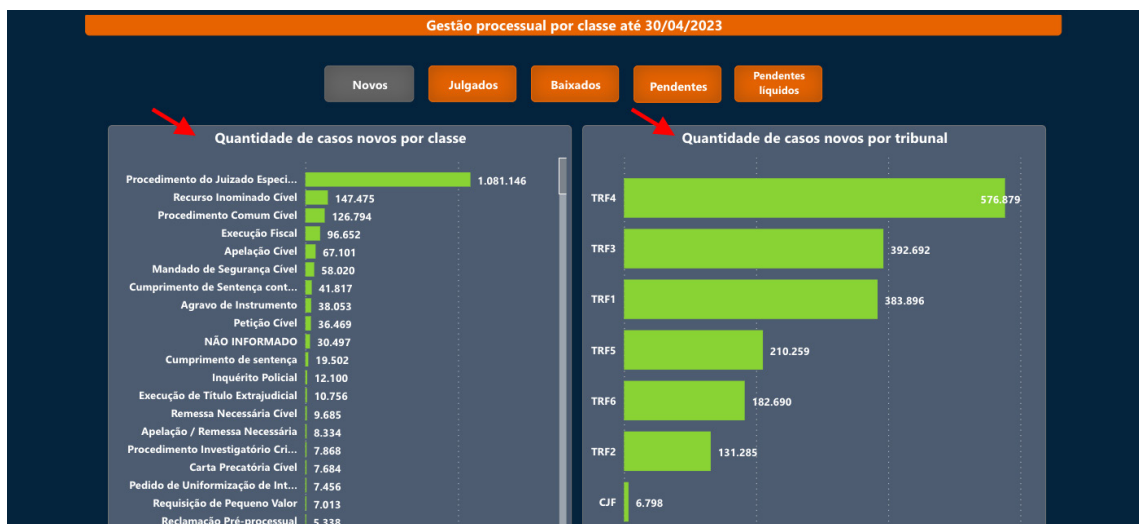 Gestão processual por classe até 30/04/2023
Novos
Julgados
Baixados
Pendentes
Pendentes
líquidos
Quantidade de casos novos por classe
Procedimento do Juizado Especi... 1.081.146
Recurso Inominado Cível 147.475
Procedimento Comum Cível 126.794
Execução Fiscal 96.652
Apelação Cível 67.101
Mandado de Segurança Cível 58.020
Cumprimento de Sentença cont... 41.817
Agravo de Instrumento 38.053
Petição Cível 36.469
NÃO INFORMADO 30.497
Cumprimento de sentença 19.502
Inquérito Policial 12.100
Execução de Título Extrajudicial 10.756
Remessa Necessária Cível 9.685
Apelação / Remessa Necessária 8.334
Procedimento Investigatório Cri... 7.868
Carta Precatória Cível 7.684
Pedido de Uniformização de Int... 7.456
Requisição de Pequeno Valor 7.013
Reclamação Pré-processual 5.338
Quantidade de casos novos por tribunal
TRF4 576.879
TRF3 392.692
TRF1 383.896
TRF5 210.259
TRF6 182.690
TRF2 131.285
CJF 6.798